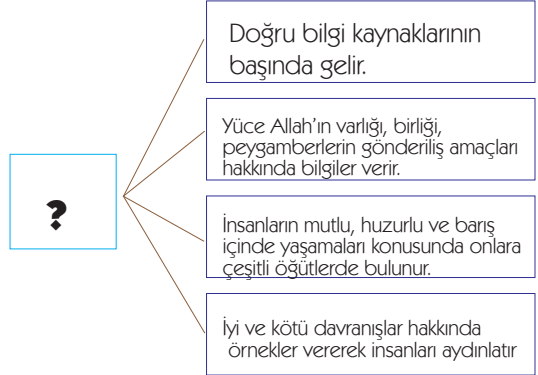 Doğru bilgi kaynaklarının
başında gelir.
Yüce Allah'ın varlığı, birliği,
peygamberlerin gönderiliş amaçları
hakkında bilgiler verir.
?
İnsanların mutlu, huzurlu ve barış
içinde yaşamaları konusunda onlara
çeşitli öğütlerde bulunur.
İyi ve kötü davranışlar hakkında
örnekler vererek insanları aydınlatır